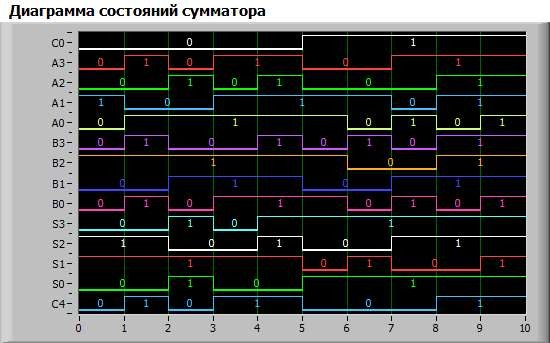 Диаграмма состояний сумматора
C0 0 1
A3 0 1 0 1 0 1
A2 0 1 0 1 0 1
A1 1 0 1 0 1
A0 0 1 0 1 0 1
B3 0 1 0 1 0 1 0 1
B2 1 0 1
B1 0 1 0 1
B0 0 1 0 1 0 1 0 1
S3 0 1 0 1
S2 1 0 1 0 1
S1 1 0 1 0 1
S0 0 1 0 1
C4 0 1 0 1 0 1
0 1 2 3 4 5 6 7 8 9 10